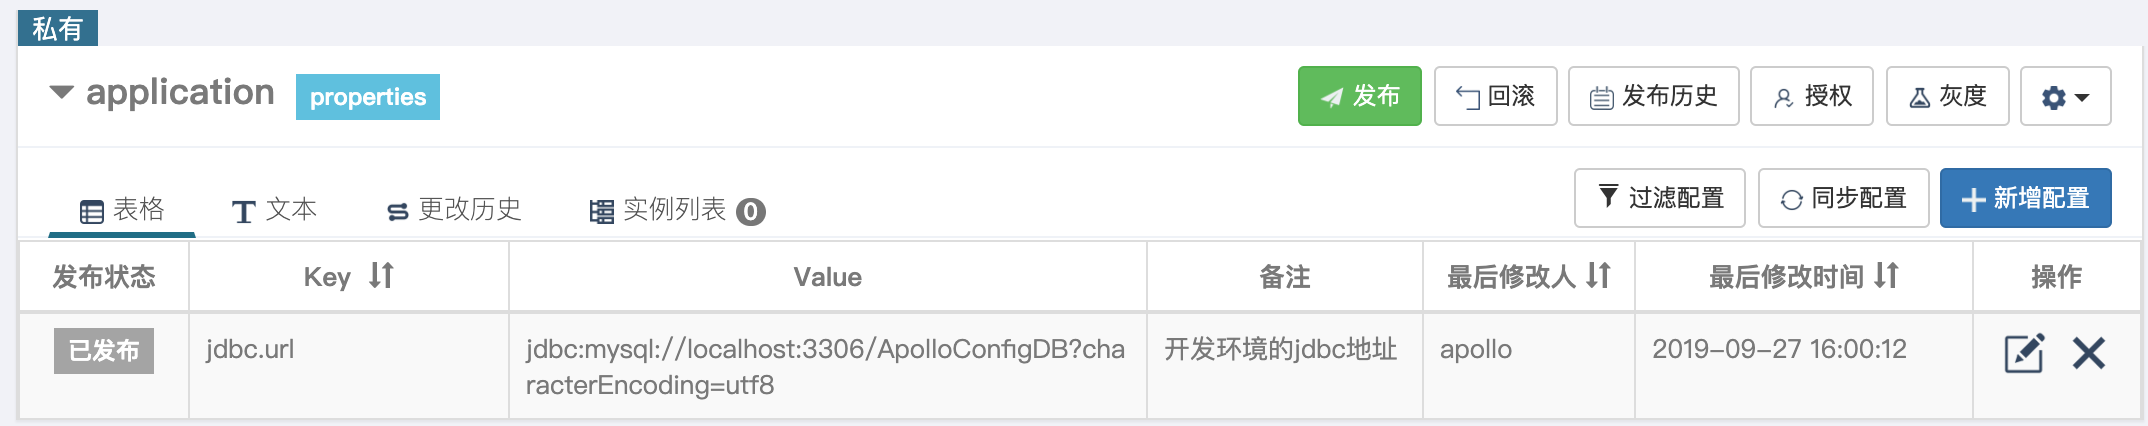 私有
application properties 发布 回滚 发布历史 授权 灰度
表格 文本 更改历史 实例列表 0 过滤配置 同步配置 新增配置
发布状态 Key Value 备注 最后修改人 最后修改时间 操作
已发布 jdbc.url jdbc:mysql://localhost:3306/ApolloConfigDB?cha 开发环境的jdbc地址 apollo 2019-09-27 16:00:12
racterEncoding=utf8